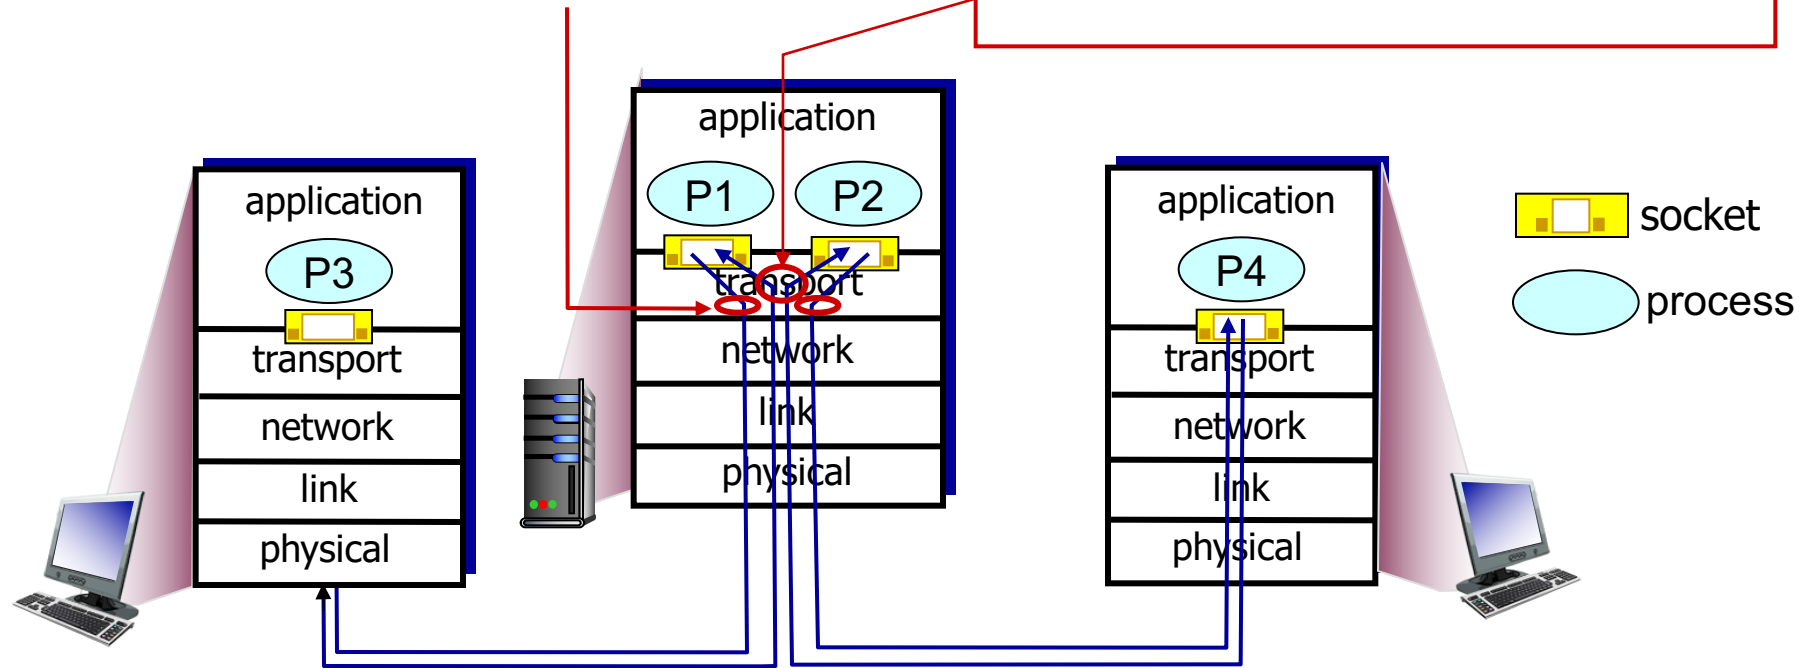 application
P3
transport
network
link
physical
application
P1
P2
transport
network
link
physical
application
P4
transport
network
link
physical
socket
process